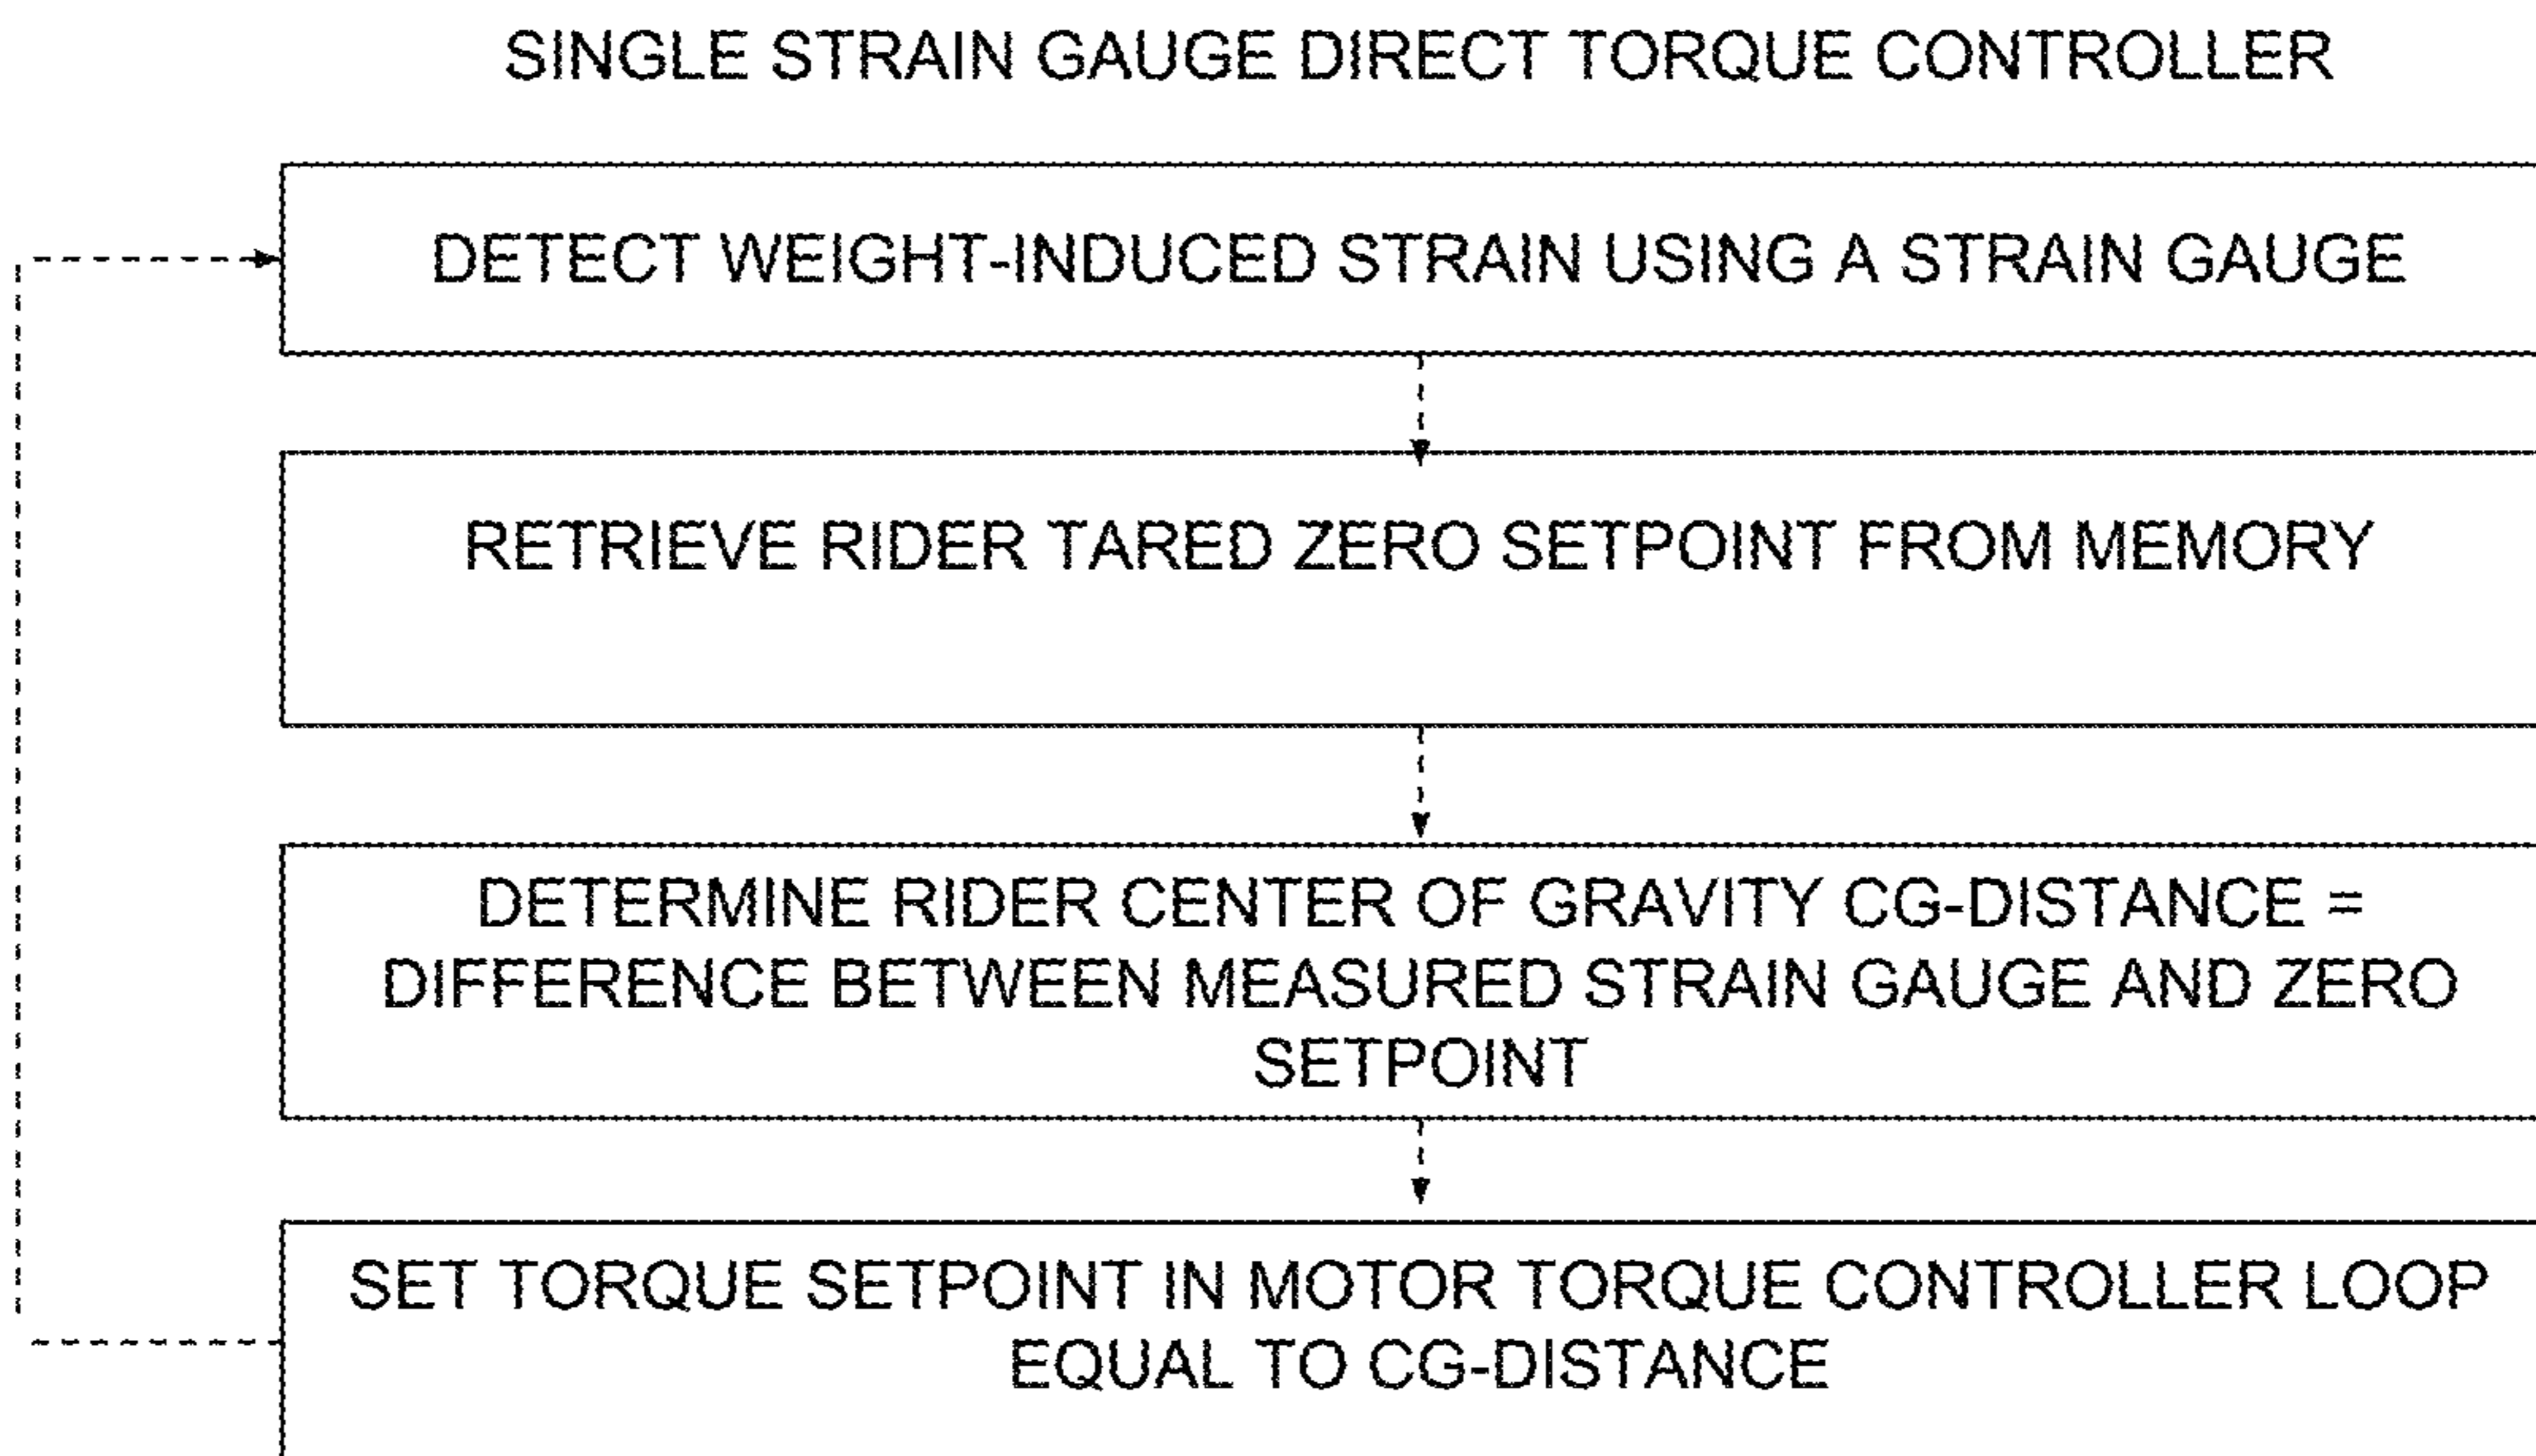 SINGLE STRAIN GAUGE DIRECT TORQUE CONTROLLER
DETECT WEIGHT-INDUCED STRAIN USING A STRAIN GAUGE
RETRIEVE RIDER TARED ZERO SETPOINT FROM MEMORY
DETERMINE RIDER CENTER OF GRAVITY CG-DISTANCE =
DIFFERENCE BETWEEN MEASURED STRAIN GAUGE AND ZERO
SETPOINT
SET TORQUE SETPOINT IN MOTOR TORQUE CONTROLLER LOOP
EQUAL TO CG-DISTANCE